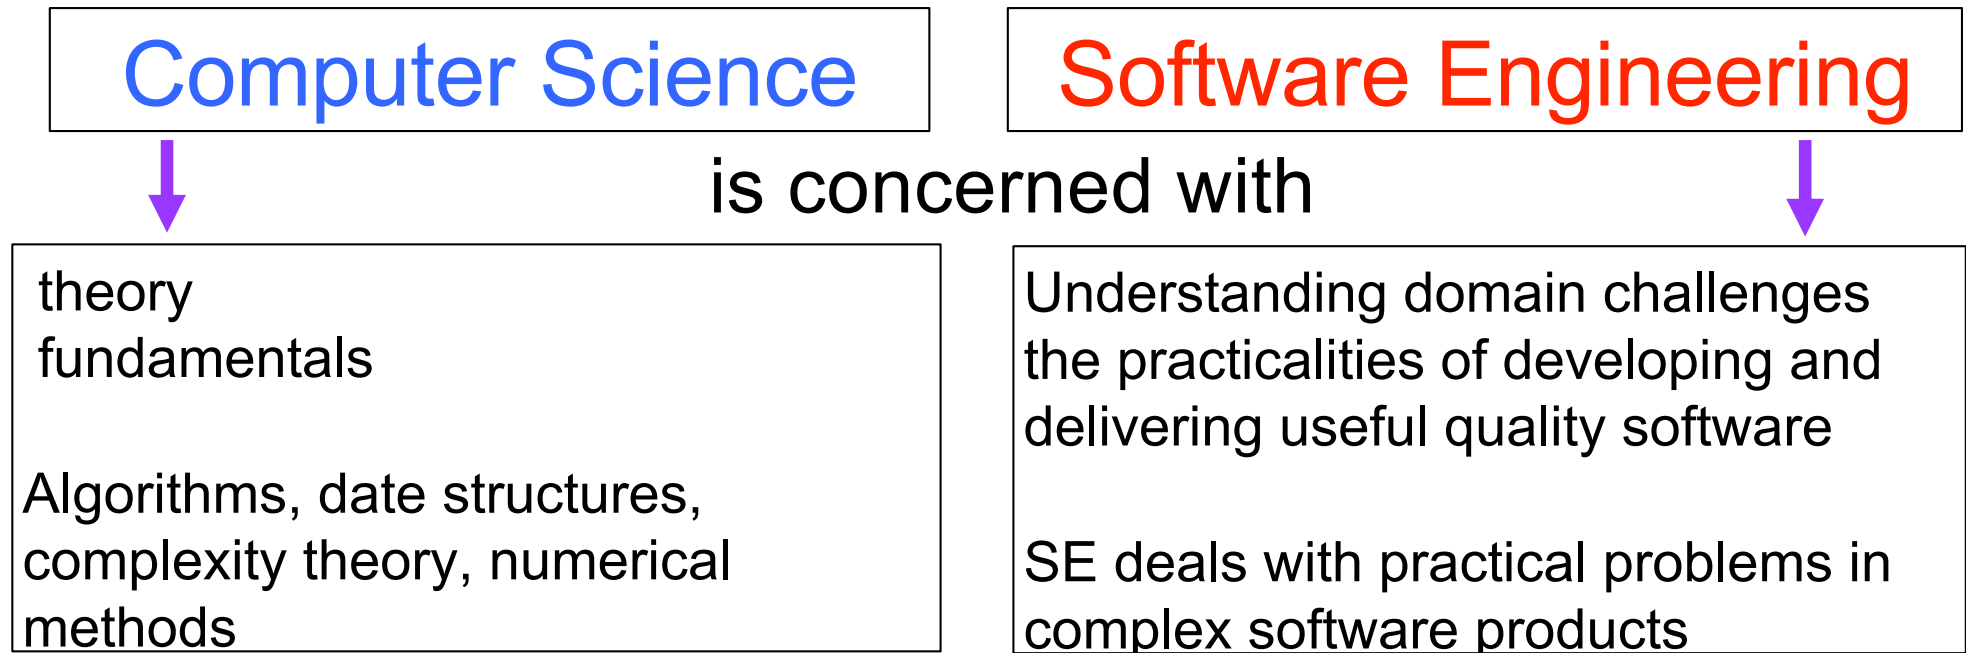 Computer Science
Software Engineering
is concerned with
theory
fundamentals
Algorithms, date structures,
complexity theory, numerical
methods
Understanding domain challenges
the practicalities of developing and
delivering useful quality software
SE deals with practical problems in
complex software products